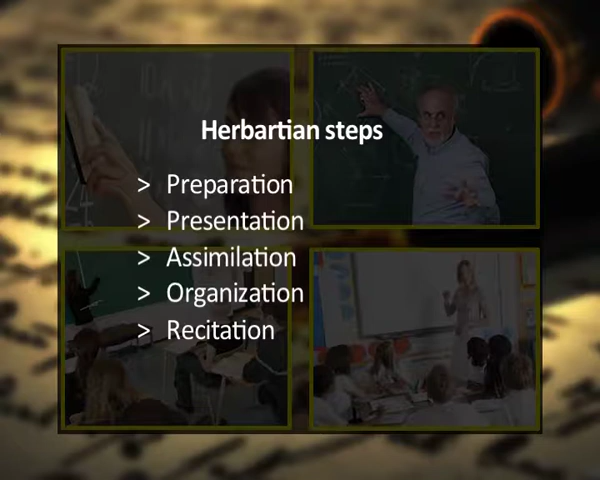 Herbartian steps
> Preparation
> Presentation
> Assimilation
> Organization
> Recitation